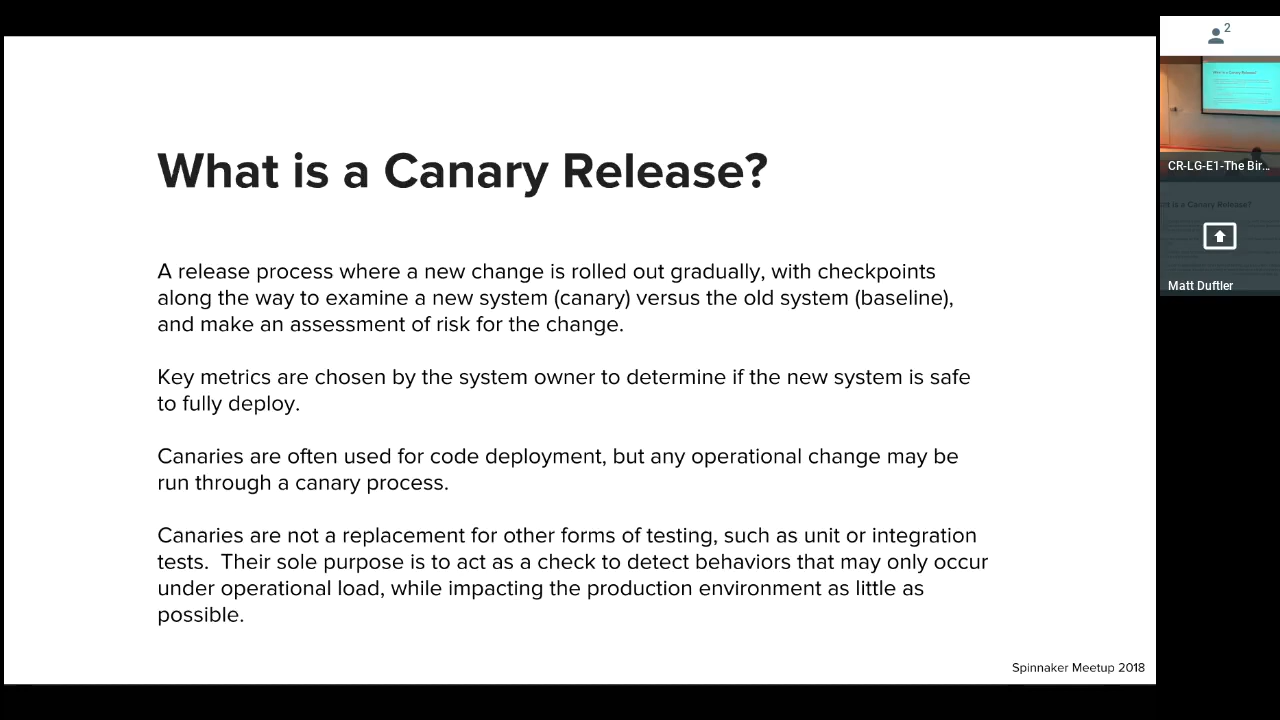 What is a Canary Release?
A release process where a new change is rolled out gradually, with checkpoints
along the way to examine a new system (canary) versus the old system (baseline),
and make an assessment of risk for the change.
Key metrics are chosen by the system owner to determine if the new system is safe
to fully deploy.
Canaries are often used for code deployment, but any operational change may be
run through a canary process.
Canaries are not a replacement for other forms of testing, such as unit or integration
tests.  Their sole purpose is to act as a check to detect behaviors that may only occur
under operational load, while impacting the production environment as little as
possible.
Spinnaker Meetup 2018
2
CR-LG-E1-The Bir...
Matt Duftler